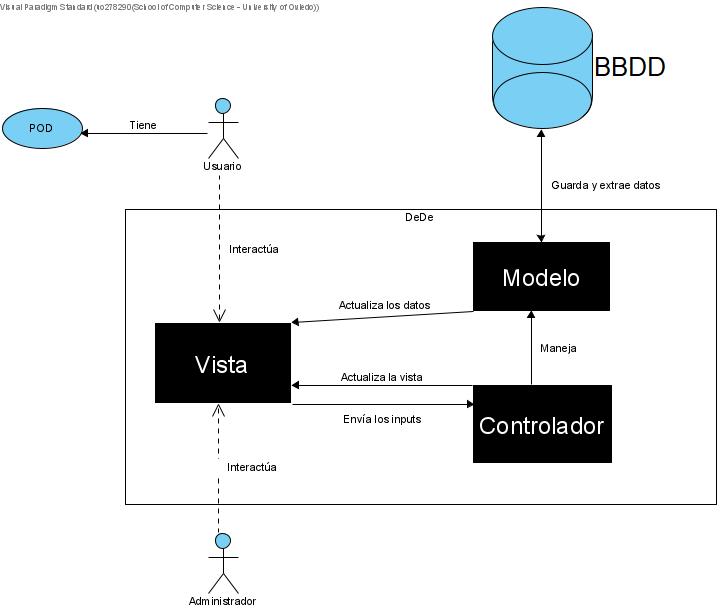 Visual Paradigm Standard(uo278290(School of Computer Science - University of Oviedo))
BBDD
POD
Tiene
Usuario
Guarda y extrae datos
DeDe
Interactúa
Modelo
Actualiza los datos
Maneja
Vista
Actualiza la vista
Envía los inputs
Controlador
Interactúa
Administrador